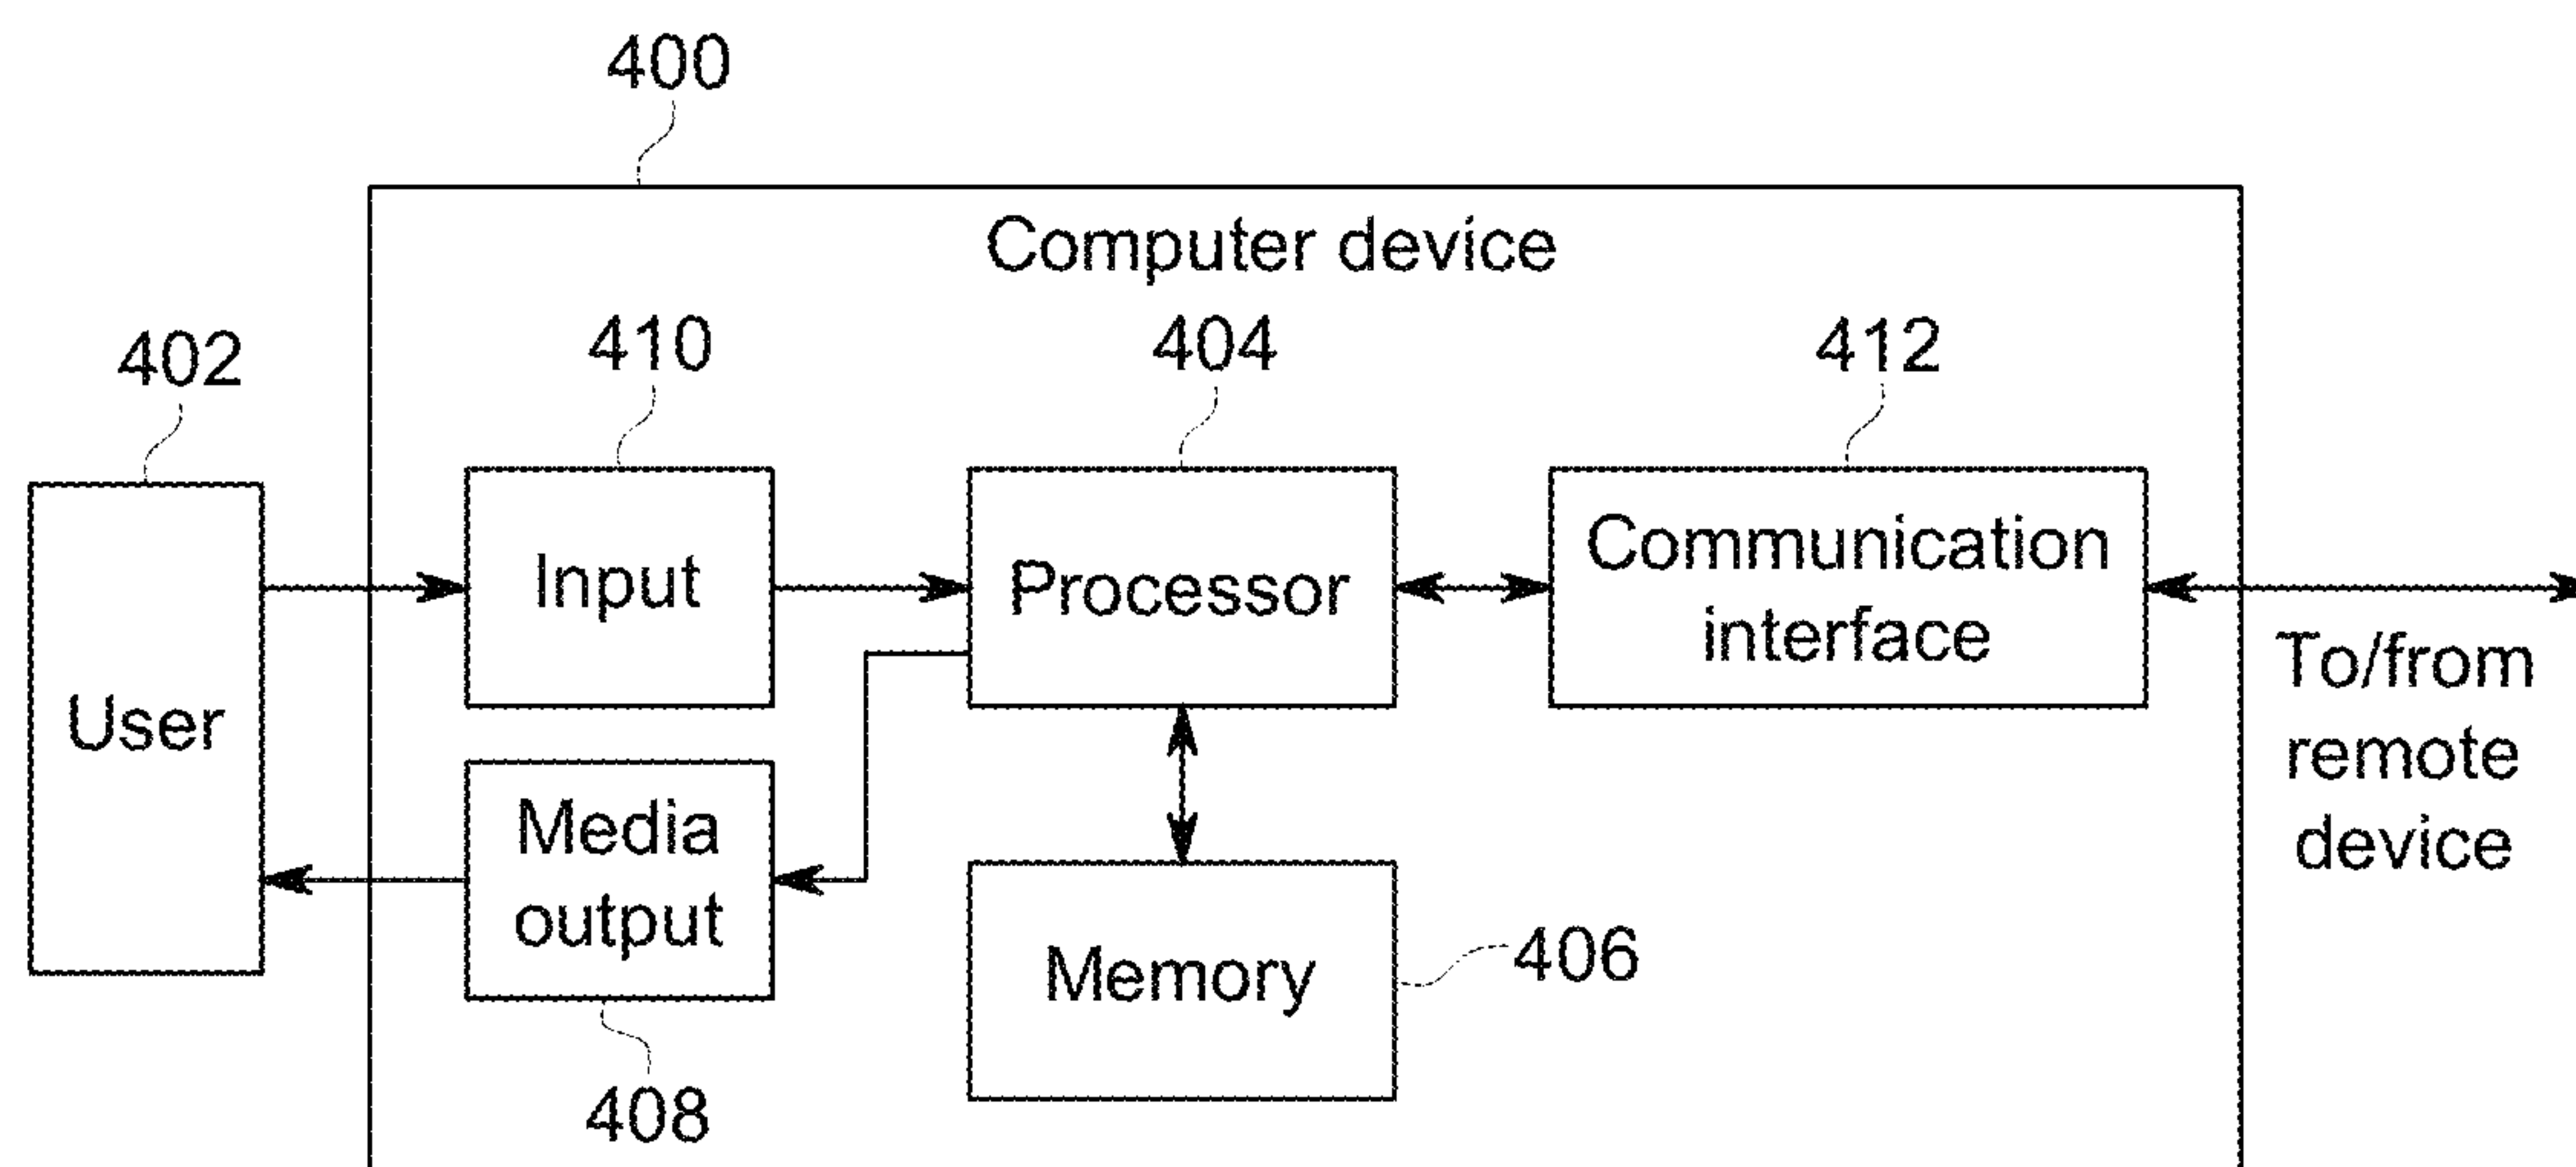 400
Computer device
402
410
404
412
User
Input
Processor
Communication
interface
To/from
remote
device
Media
output
Memory
406
408